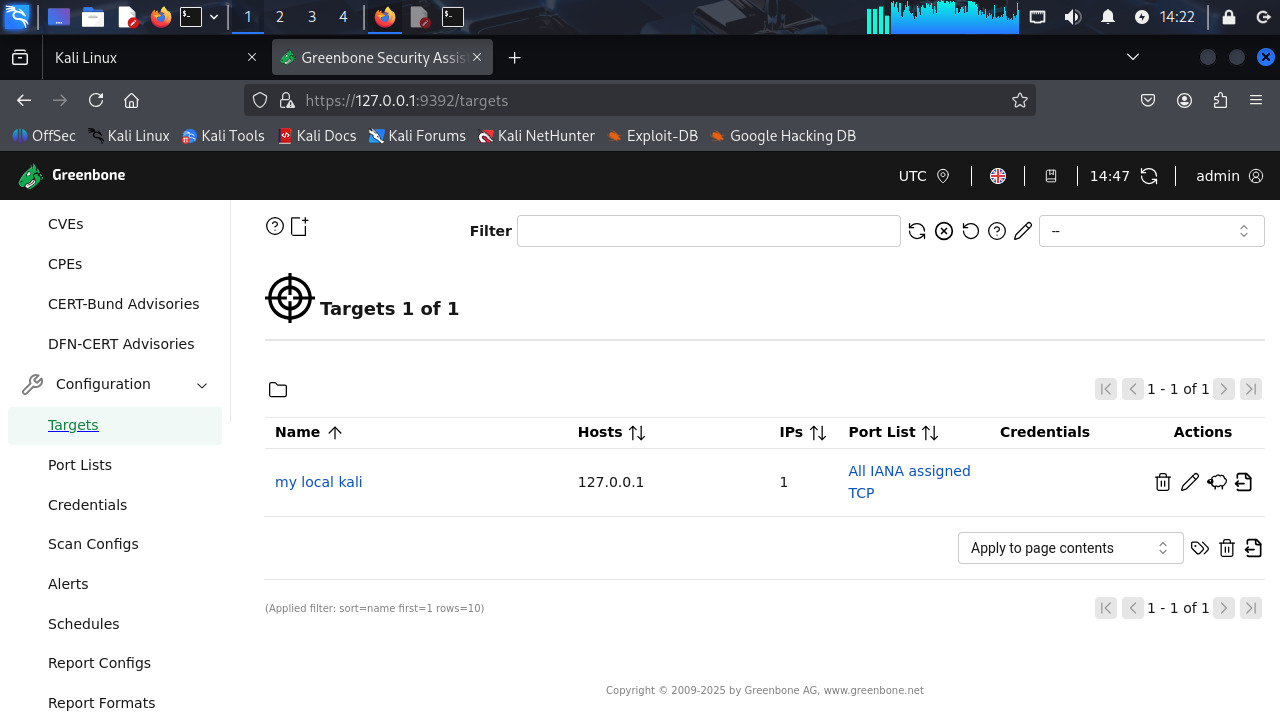 1 2 3 4
14:22
Kali Linux
Greenbone Security Assis
https://127.0.0.1:9392/targets
OffSec Kali Linux Kali Tools Kali Docs Kali Forums Kali NetHunter Exploit-DB Google Hacking DB
Greenbone
UTC
14:47
admin
CVEs
CPEs
CERT-Bund Advisories
DFN-CERT Advisories
Configuration
Targets
Port Lists
Credentials
Scan Configs
Alerts
Schedules
Report Configs
Report Formats
Filter
--
Targets 1 of 1
1 - 1 of 1
Name Hosts IPs Port List Credentials Actions
my local kali 127.0.0.1 1 All IANA assigned
TCP
Apply to page contents
(Applied filter: sort=name first=1 rows=10)
1 - 1 of 1
Copyright © 2009-2025 by Greenbone AG, www.greenbone.net